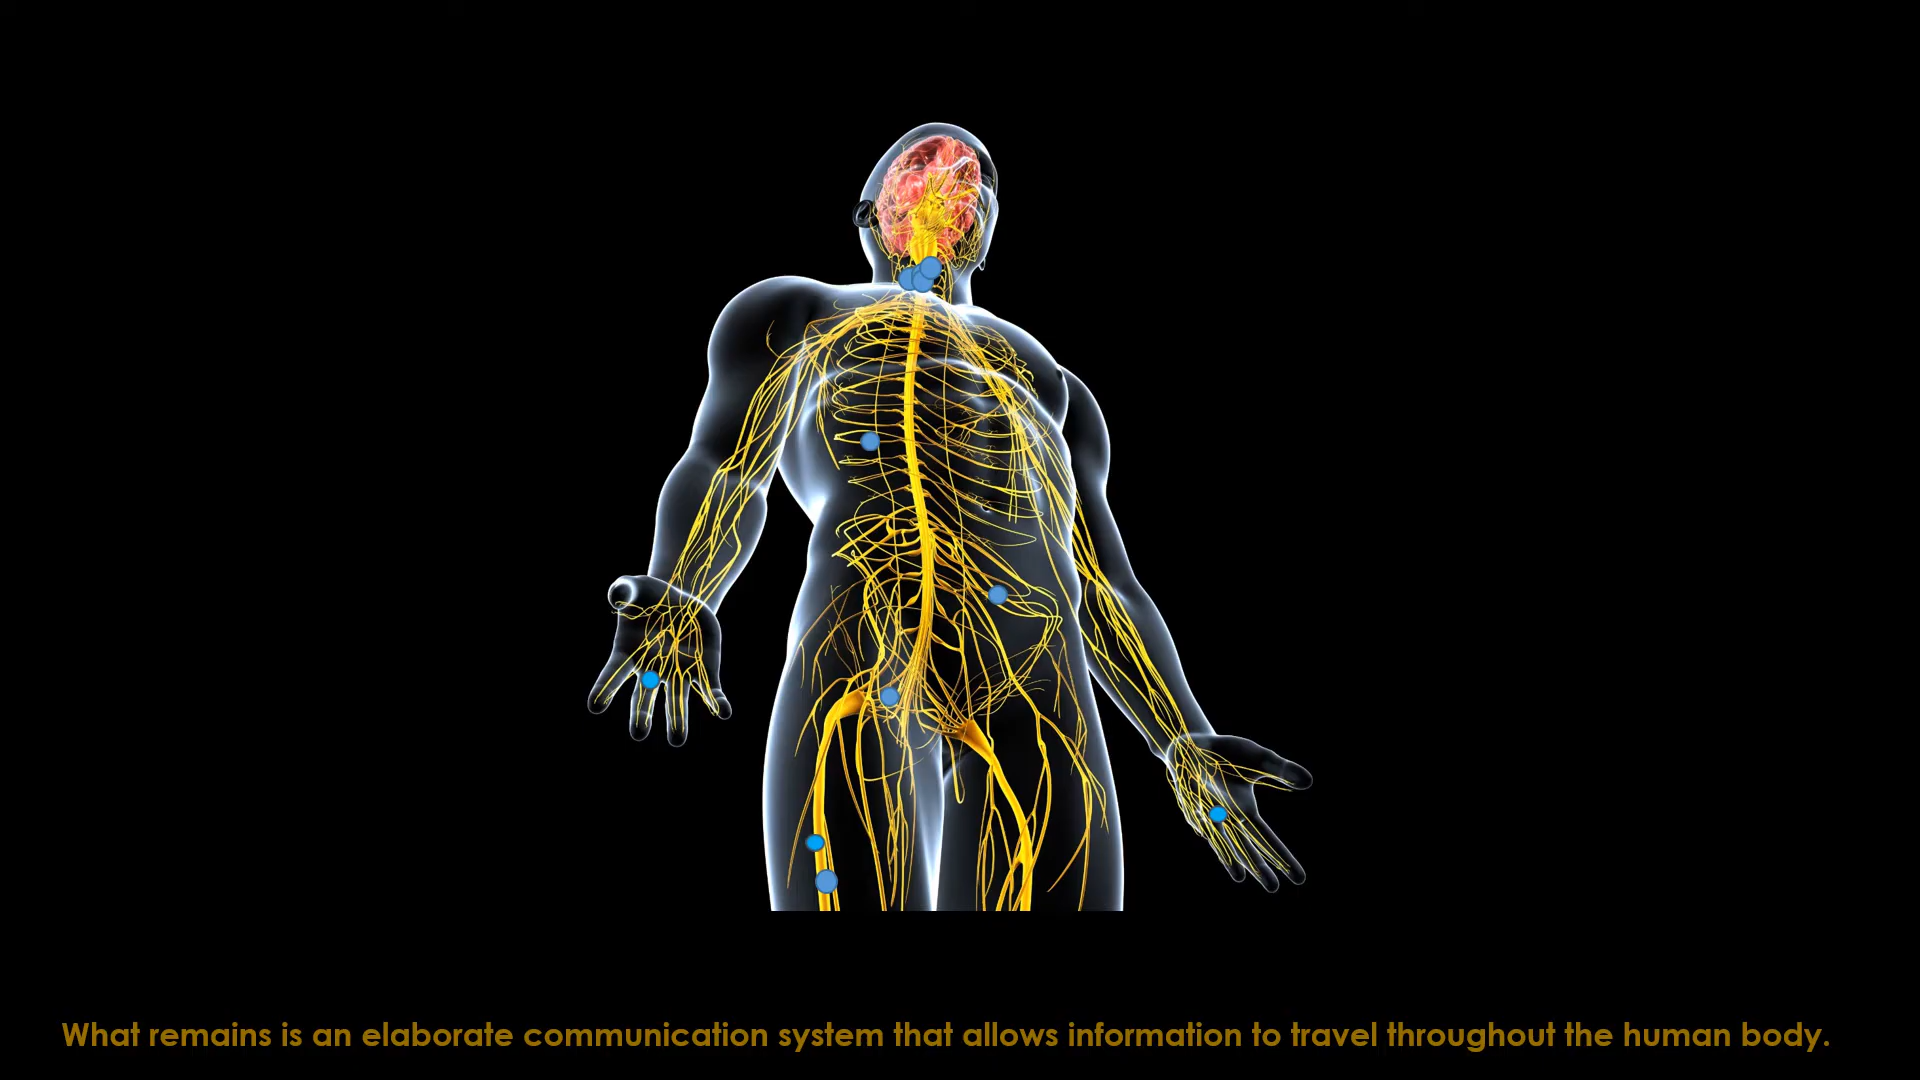 What remains is an elaborate communication system that allows information to travel throughout the human body.